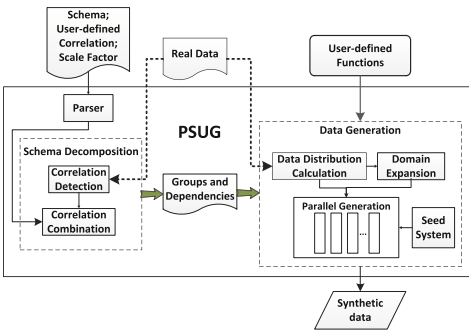 Schema;
User-defined
Correlation;
Scale Factor
Real Data
User-defined
Functions
Parser
PSUG
Schema Decomposition
Correlation
Detection
Correlation
Combination
Groups and
Dependencies
Data Generation
Data Distribution
Calculation
Domain
Expansion
Parallel Generation
...
Seed
System
Synthetic
data